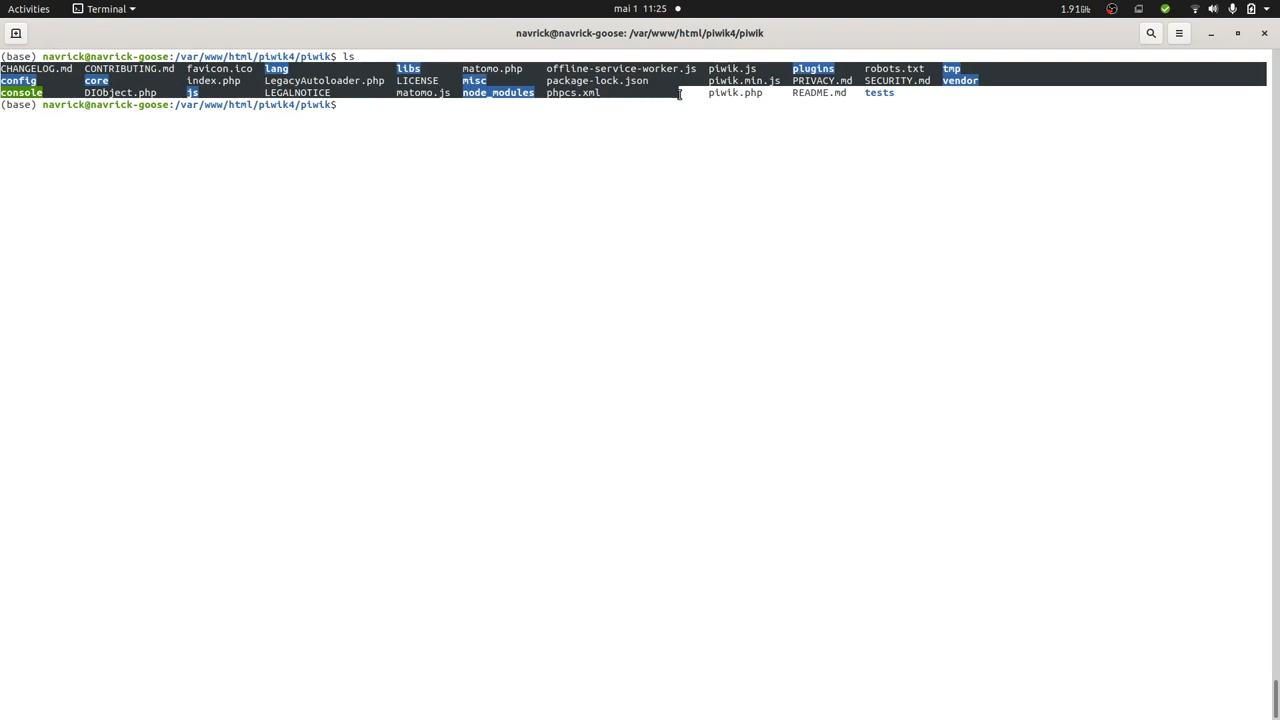 Activities Terminal mai 1 11:25 1.91GHz
navrick@navrick-goose: /var/www/html/piwik4/piwik
(base) navrick@navrick-goose:/var/www/html/piwik4/piwik$ ls
CHANGELOG.md CONTRIBUTING.md favicon.ico lang libs matomo.php offline-service-worker.js piwik.js plugins robots.txt tmp
config core index.php LegacyAutoloader.php LICENSE misc package-lock.json piwik.min.js PRIVACY.md SECURITY.md vendor
console DIObject.php js LEGALNOTICE matomo.js node_modules phpcs.xml piwik.php README.md tests
(base) navrick@navrick-goose:/var/www/html/piwik4/piwik$